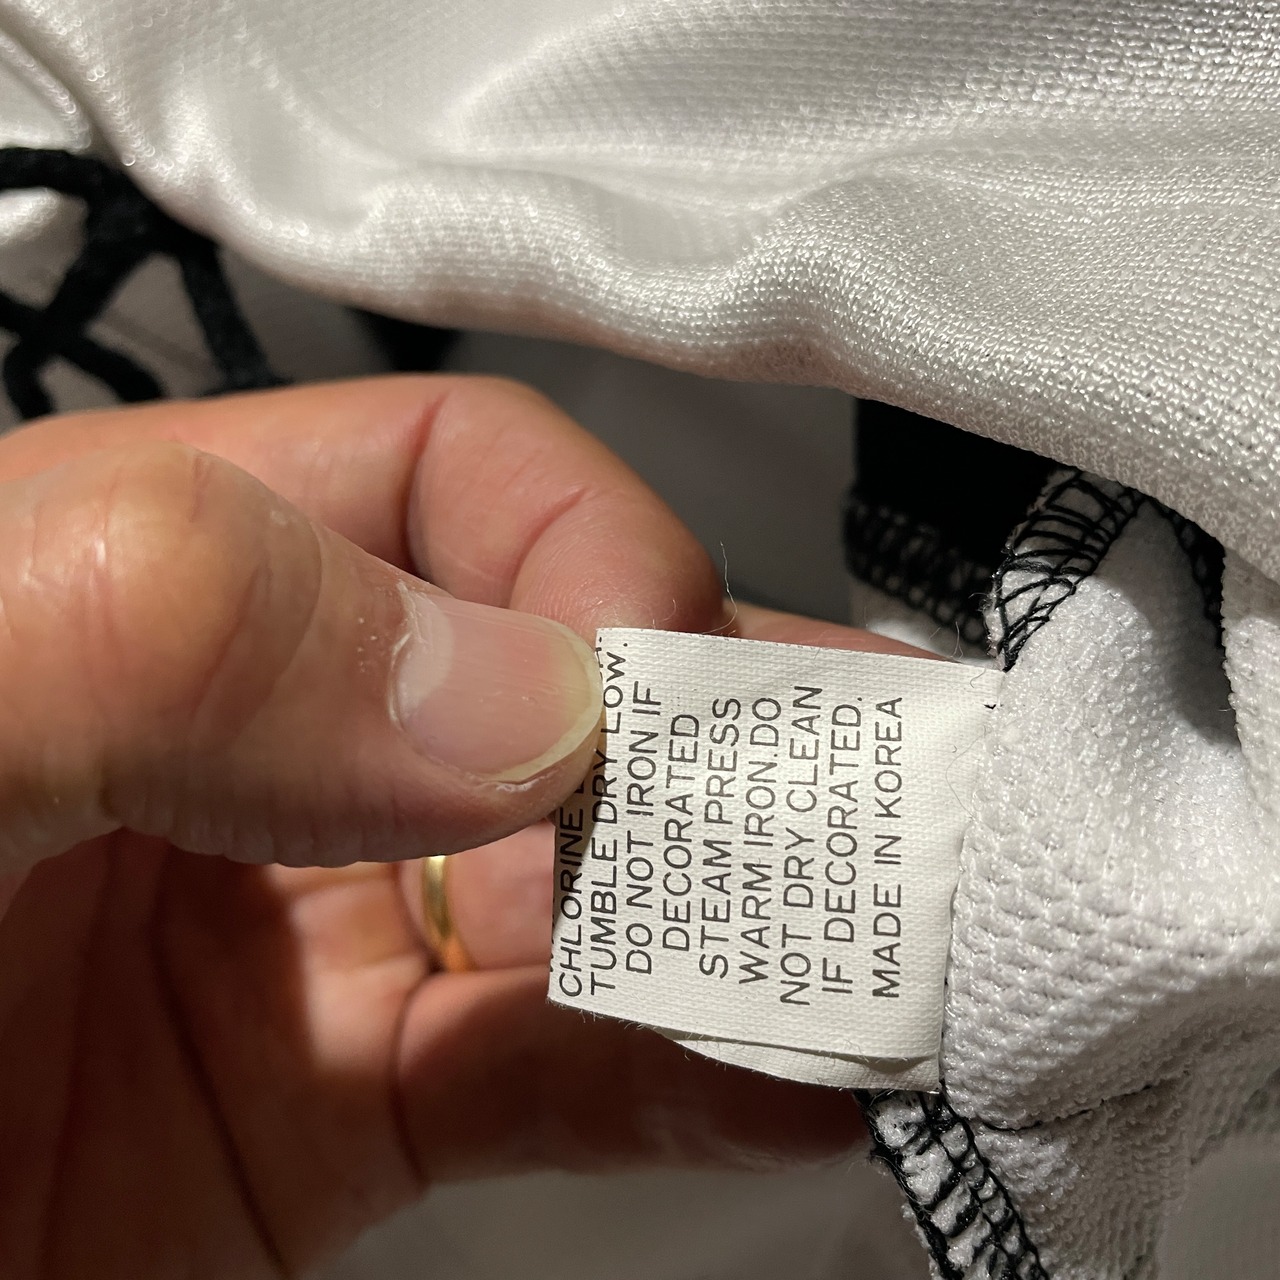 CHLORINE
TUMBLE DRY LOW.
DO NOT IRON IF
DECORATED
STEAM PRESS
WARM IRON.DO
NOT DRY CLEAN
IF DECORATED.
MADE IN KOREA